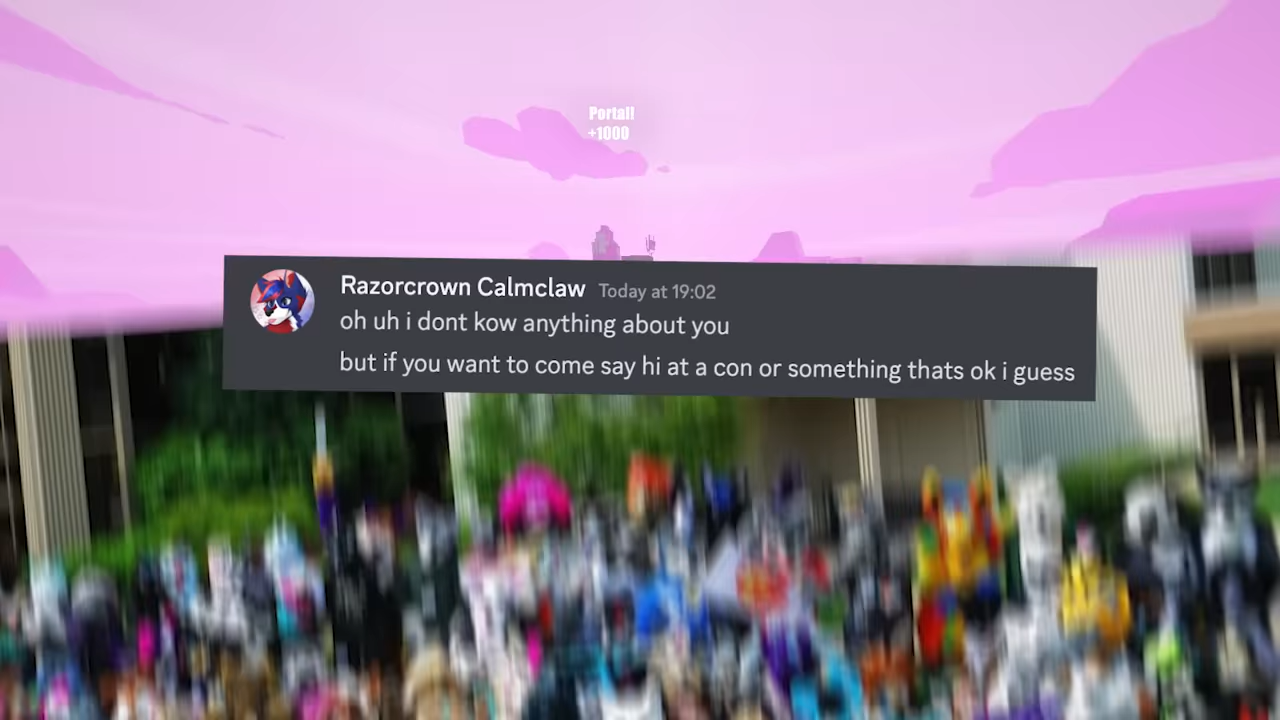 Portal!
+1000
Razorcrown Calmclaw Today at 19:02
oh uh i dont kow anything about you
but if you want to come say hi at a con or something thats ok i guess